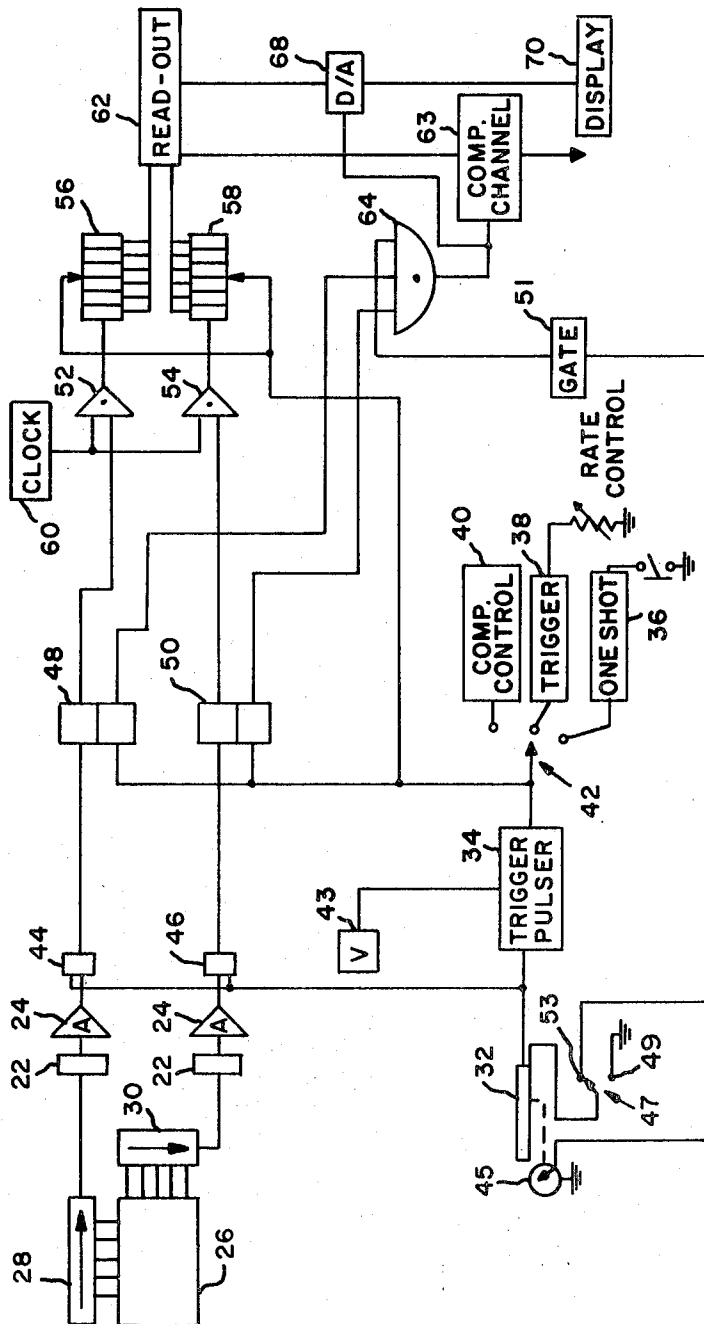 60
CLOCK
62
READ-OUT
56
58
52
54
48
50
44
24
A
22
46
24
A
22
28
30
26
68
D/A
64
63
COMP. CHANNEL
70
DISPLAY
51
GATE
40
COMP. CONTROL
38
TRIGGER
RATE CONTROL
ONE SHOT
36
42
43
V
34
TRIGGER PULSER
32
53
45
47
49